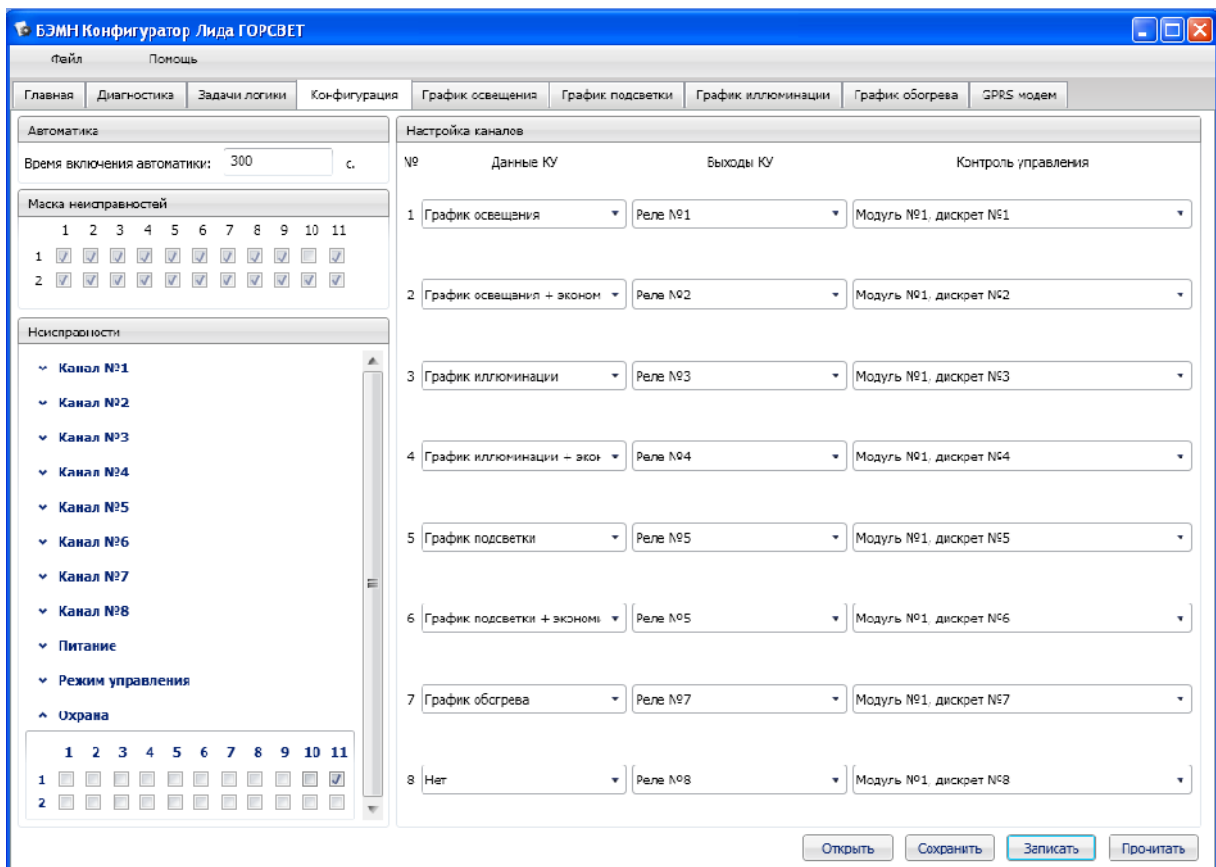 БЭМН Конфигуратор Лида ГОРСВЕТ
Файл Помощь
Главная Диагностика Задачи логики Конфигурация График освещения График подсветки График иллюминации График обогрева GPRS модем
Автоматика
Время включения автоматики: 300 с.
Маска неисправностей
1 2 3 4 5 6 7 8 9 10 11
1
2
Неисправности
Канал №1
Канал №2
Канал №3
Канал №4
Канал №5
Канал №6
Канал №7
Канал №8
Питание
Режим управления
Охрана
1 2 3 4 5 6 7 8 9 10 11
1
2
Настройка каналов
№ Данные КУ Выходы КУ Контроль управления
1 График освещения Реле №1 Модуль №1, дискрет №1
2 График освещания + эконом Реле №2 Модуль №1, дискрет №2
3 График иллюминации Реле №3 Модуль №1, дискрет №3
4 График иллюминации + экон Реле №4 Модуль №1, дискрет №4
5 График подсветки Реле №5 Модуль №1, дискрет №5
6 График подсветки + экономи Реле №5 Модуль №1, дискрет №6
7 График обогрева Реле №7 Модуль №1, дискрет №7
8 Нет Реле №8 Модуль №1, дискрет №8
Открыть Сохранить Записать Прочитать